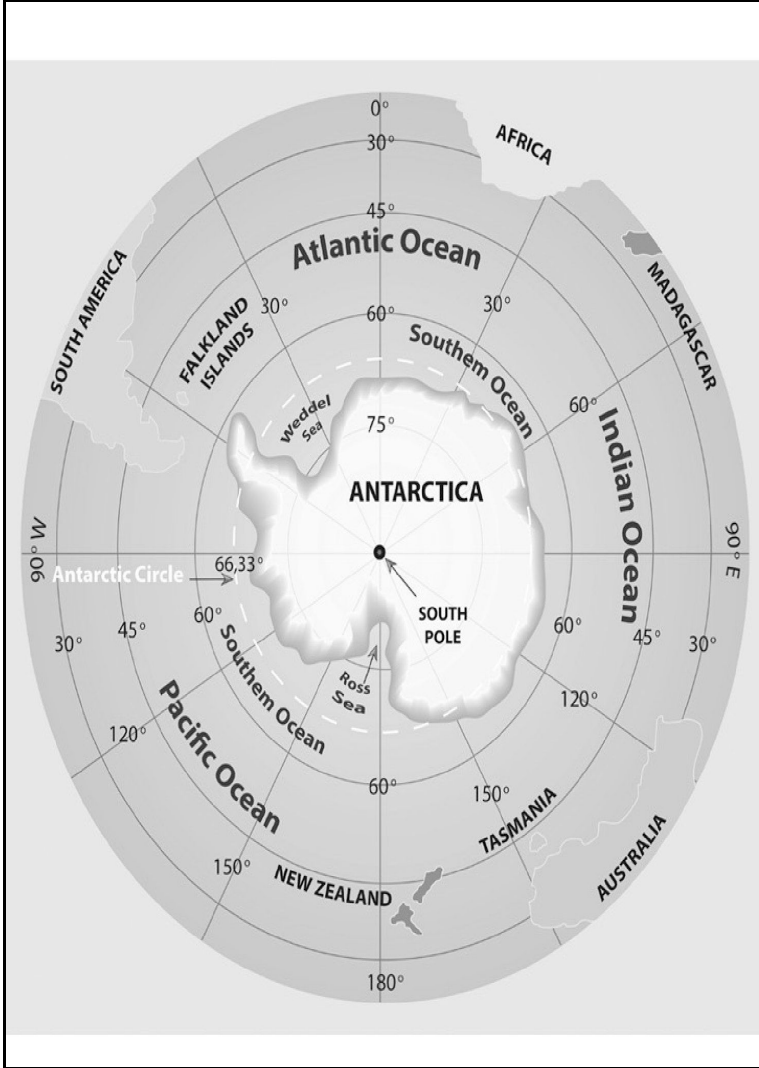 0°
AFRICA
30°
45°
Atlantic Ocean
SOUTH AMERICA
MADAGASCAR
30°
30°
60°
FALKLAND
ISLANDS
Southern Ocean
Weddel
Sea
75°
60°
Indian Ocean
ANTARCTICA
90° W
90° E
66,33°
Antarctic Circle
60°
SOUTH
POLE
30°
45°
60°
45°
30°
Southern Ocean
Ross
Sea
Pacific Ocean
120°
120°
60°
150°
TASMANIA
AUSTRALIA
150°
NEW ZEALAND
180°